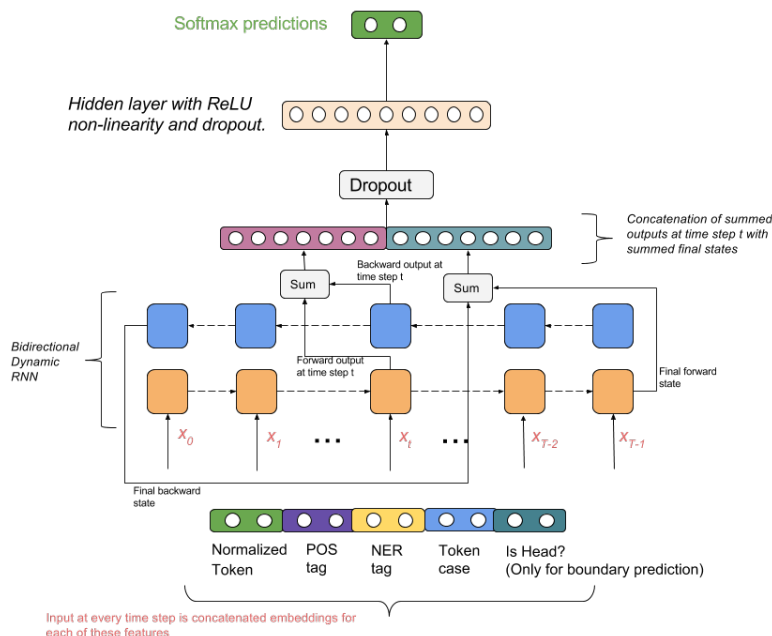 Softmax predictions
Hidden layer with ReLU
non-linearity and dropout.
Dropout
Concatenation of summed
outputs at time step t with
summed final states
Backward output at
time step t
Sum
Sum
Bidirectional
Dynamic
RNN
Forward output
at time step t
Final forward
state
X0
X1
...
Xt
...
XT-2
XT-1
Final backward
state
Normalized
Token
POS
tag
NER
tag
Token
case
Is Head?
(Only for boundary prediction)
Input at every time step is concatenated embeddings for
each of these features